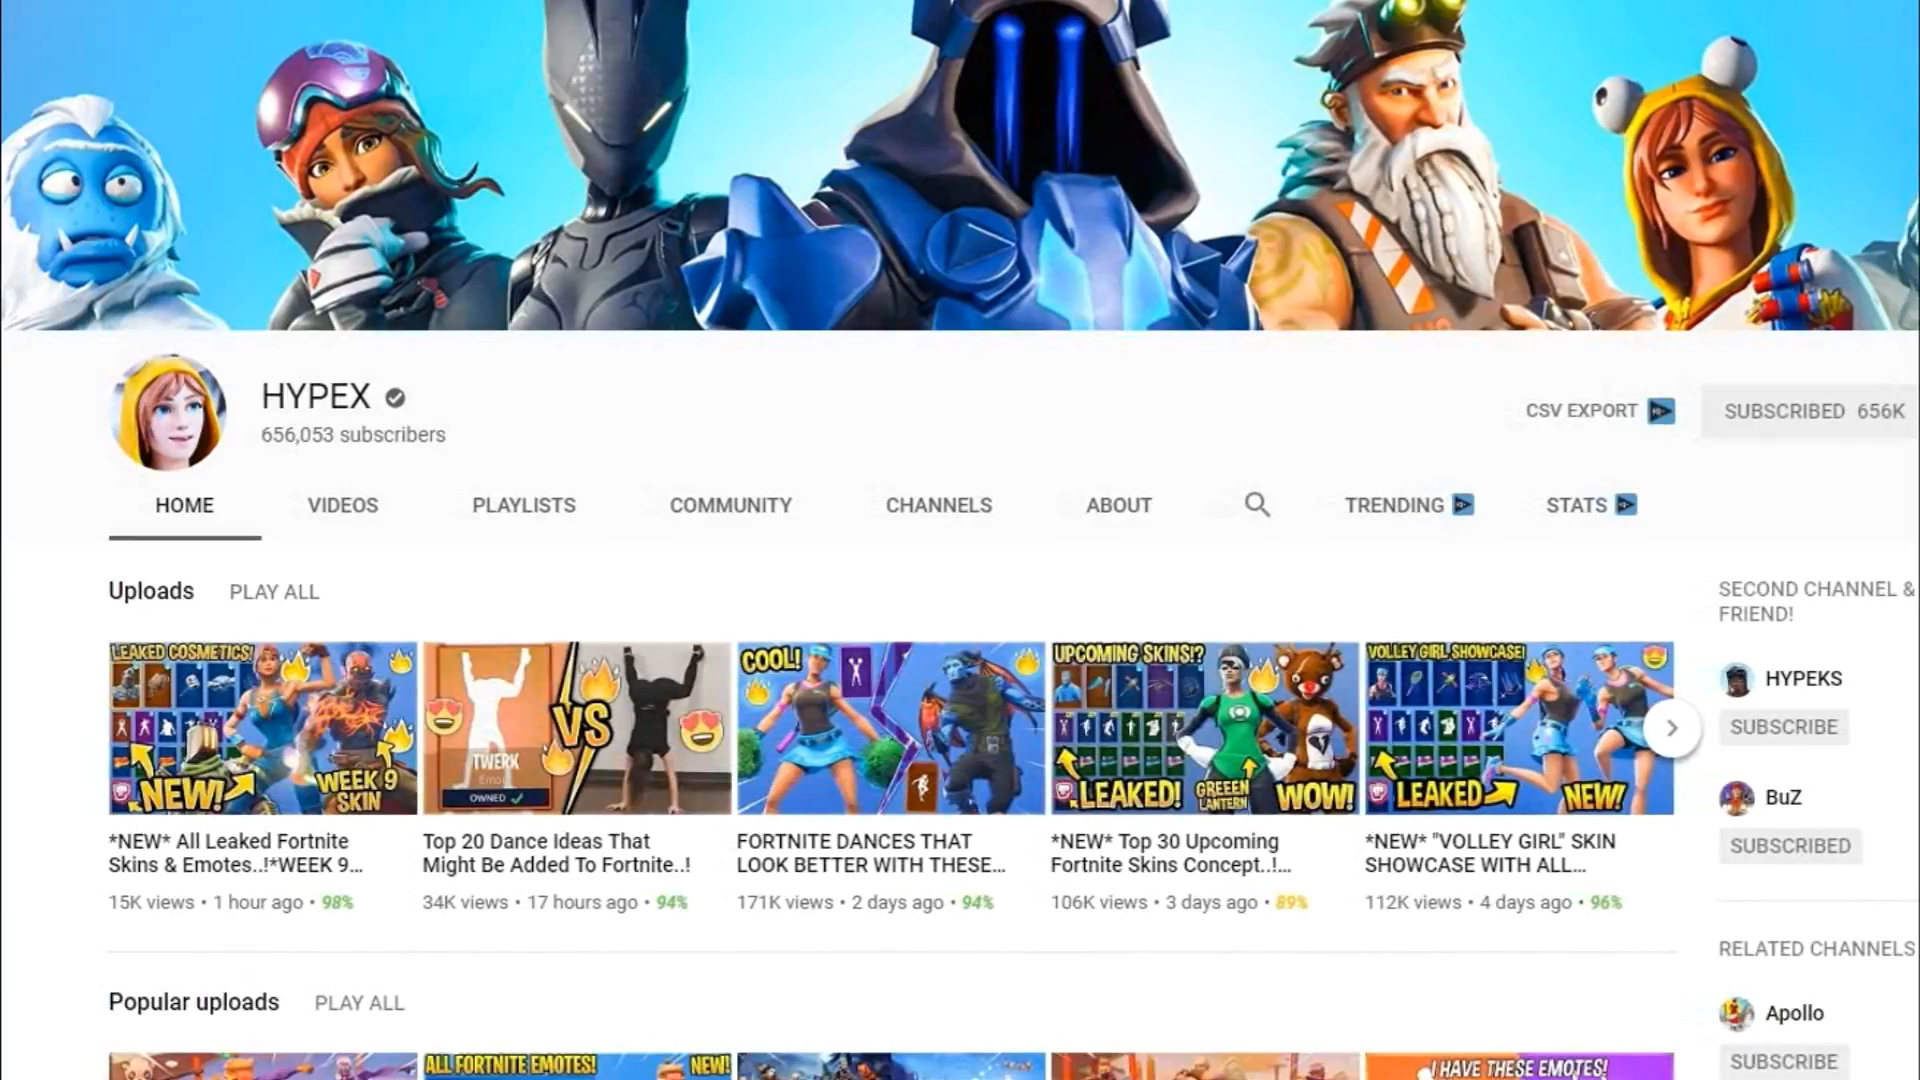 HYPEX
656,053 subscribers
CSV EXPORT
SUBSCRIBED 656K
HOME
VIDEOS
PLAYLISTS
COMMUNITY
CHANNELS
ABOUT
TRENDING
STATS
Uploads
PLAY ALL
LEAKED COSMETICS!
NEW!
WEEK 9
SKIN
*NEW* All Leaked Fortnite
Skins & Emotes..!*WEEK 9...
15K views • 1 hour ago • 98%
VS
TWERK
Emote
OWNED
Top 20 Dance Ideas That
Might Be Added To Fortnite..!
34K views • 17 hours ago • 94%
COOL!
FORTNITE DANCES THAT
LOOK BETTER WITH THESE...
171K views • 2 days ago • 94%
UPCOMING SKINS!?
LEAKED!
GREEEN
LANTERN
WOW!
*NEW* Top 30 Upcoming
Fortnite Skins Concept..!...
106K views • 3 days ago • 89%
VOLLEY GIRL SHOWCASE!
LEAKED
NEW!
*NEW* "VOLLEY GIRL" SKIN
SHOWCASE WITH ALL...
112K views • 4 days ago • 96%
SECOND CHANNEL &
FRIEND!
HYPEKS
SUBSCRIBE
BuZ
SUBSCRIBED
RELATED CHANNELS
Apollo
SUBSCRIBE
Popular uploads
PLAY ALL
ALL FORTNITE EMOTES!
NEW!
I HAVE THESE EMOTES!